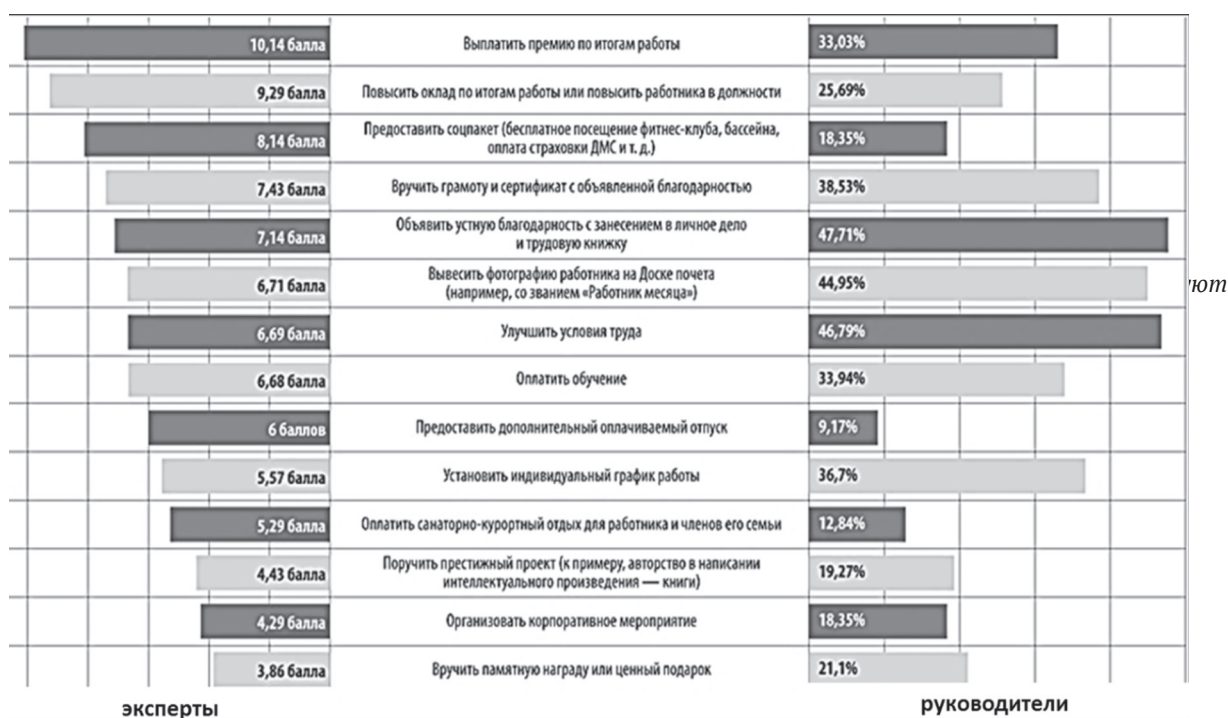 10,14 балла Выплатить премию по итогам работы 33,03%
9,29 балла Повысить оклад по итогам работы или повысить работника в должности 25,69%
Предоставить соцпакет (бесплатное посещение фитнес-клуба, бассейна,
8,14 балла оплата страховки ДМС и т. д.) 18,35%
7,43 балла Вручить грамоту и сертификат с объявленной благодарностью 38,53%
Объявить устную благодарность с занесением в личное дело
7,14 балла и трудовую книжку 47,71%
Вывесить фотографию работника на Доске почета
6,71 балла (например, со званием «Работник месяца») 44,95%
6,69 балла Улучшить условия труда 46,79%
6,68 балла Оплатить обучение 33,94%
6 баллов Предоставить дополнительный оплачиваемый отпуск 9,17%
5,57 балла Установить индивидуальный график работы 36,7%
5,29 балла Оплатить санаторно-курортный отдых для работника и членов его семьи 12,84%
Поручить престижный проект (к примеру, авторство в написании
4,43 балла интеллектуального произведения — книги) 19,27%
4,29 балла Организовать корпоративное мероприятие 18,35%
3,86 балла Вручить памятную награду или ценный подарок 21,1%
эксперты руководители